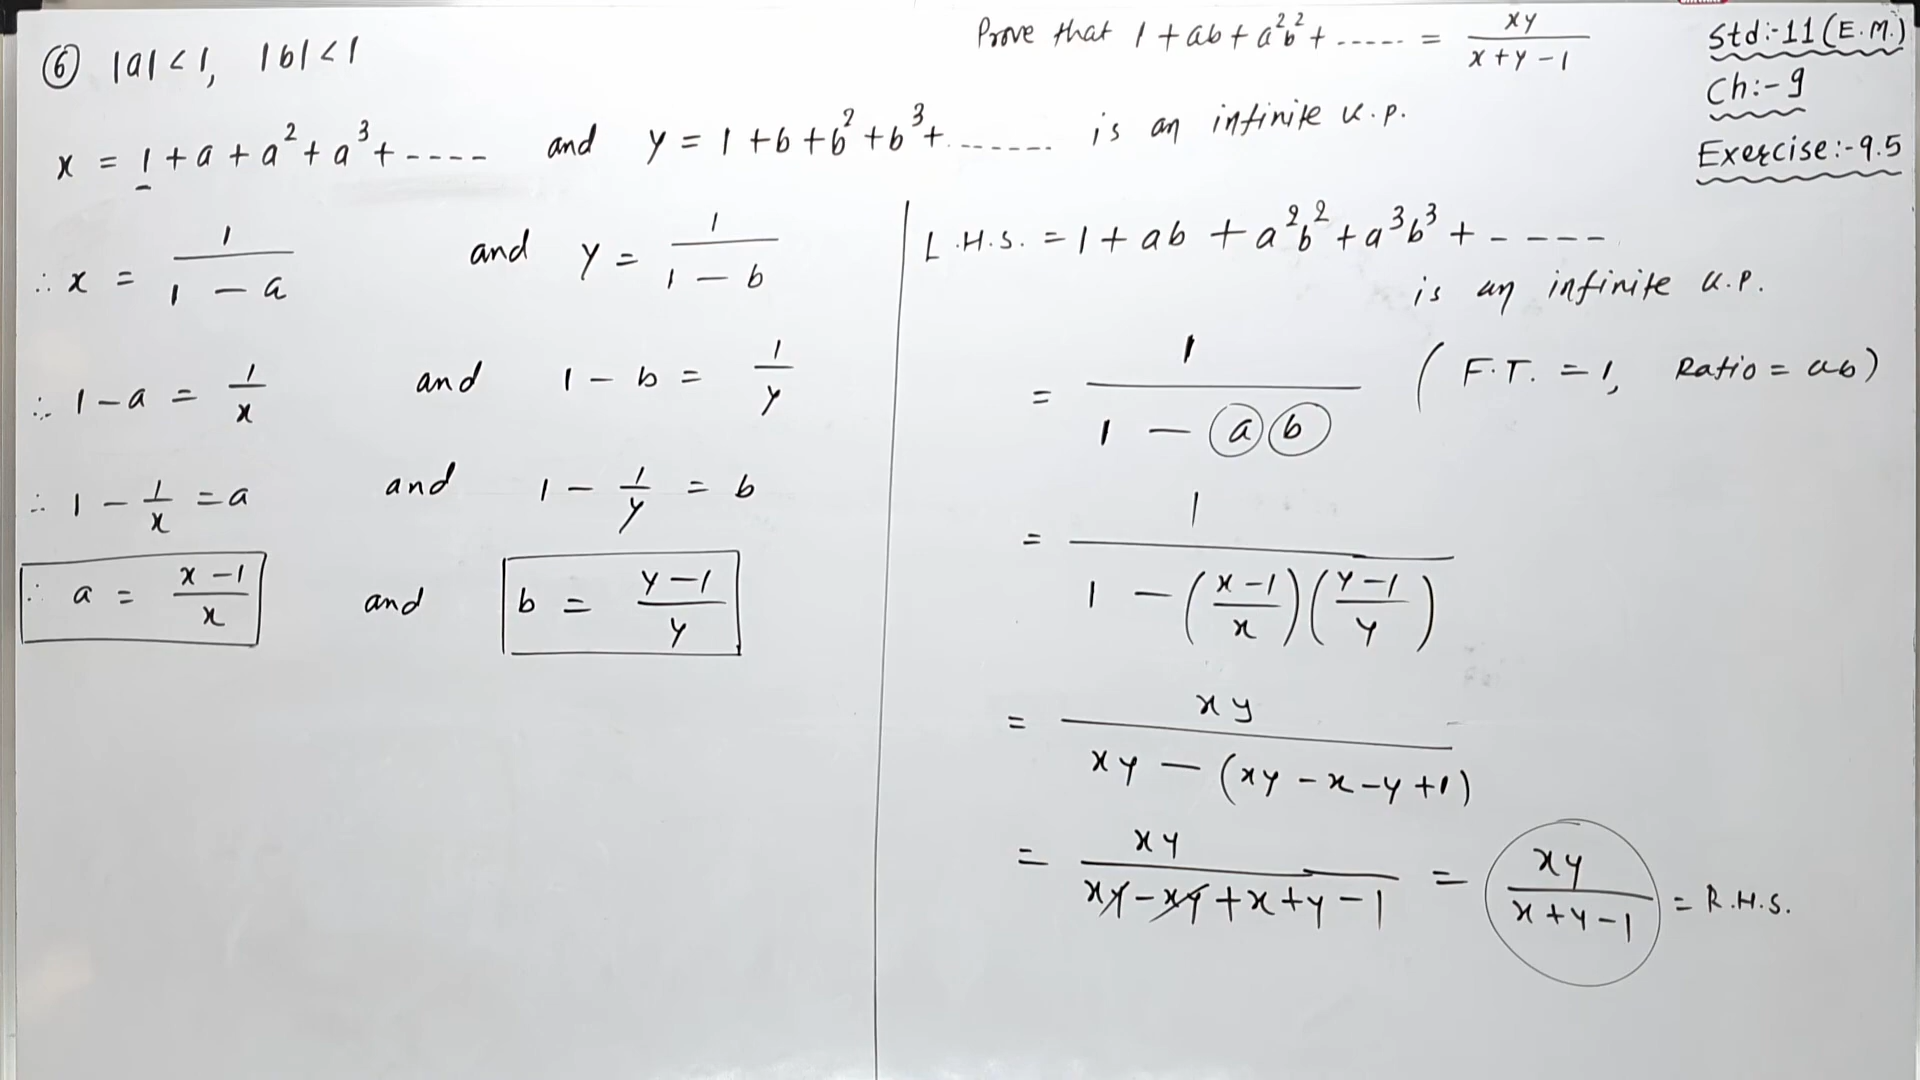 ⑥ |a| < 1, |b| < 1
Prove that 1 + ab + a²b² + ..... = xy / (x + y - 1)
Std:-11 (E.M.)
Ch:-9
Exercise:-9.5
x = 1 + a + a² + a³ + ---- and y = 1 + b + b² + b³ + ....... is an infinite G.P.
∴ x = 1 / (1 - a) and y = 1 / (1 - b)
∴ 1 - a = 1/x and 1 - b = 1/y
∴ 1 - 1/x = a and 1 - 1/y = b
∴ a = (x - 1)/x and b = (y - 1)/y
L.H.S. = 1 + ab + a²b² + a³b³ + - - - -
is an infinite G.P.
= 1 / (1 - ab) (F.T. = 1, Ratio = ab)
= 1 / (1 - ((x - 1)/x)((y - 1)/y))
= xy / (xy - (xy - x - y + 1))
= xy / (xy - xy + x + y - 1) = xy / (x + y - 1) = R.H.S.